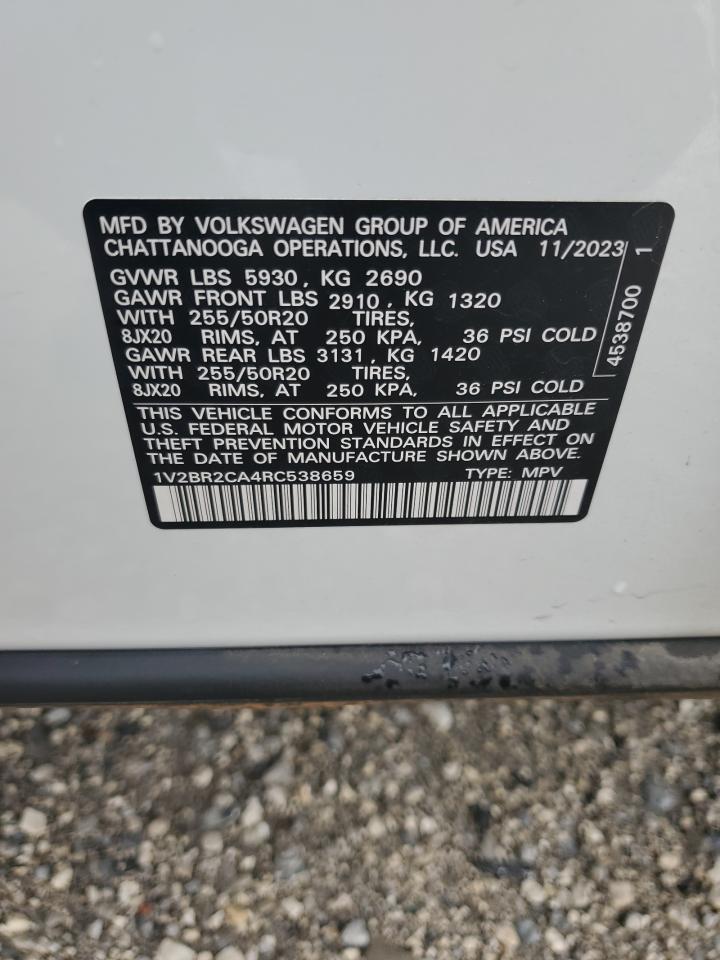 MFD BY VOLKSWAGEN GROUP OF AMERICA
CHATTANOOGA OPERATIONS, LLC. USA 11/2023
GVWR LBS 5930, KG 2690
GAWR FRONT LBS 2910, KG 1320
WITH 255/50R20 TIRES,
8JX20 RIMS, AT 250 KPA, 36 PSI COLD
GAWR REAR LBS 3131, KG 1420
WITH 255/50R20 TIRES,
8JX20 RIMS, AT 250 KPA, 36 PSI COLD
THIS VEHICLE CONFORMS TO ALL APPLICABLE
U.S. FEDERAL MOTOR VEHICLE SAFETY AND
THEFT PREVENTION STANDARDS IN EFFECT ON
THE DATE OF MANUFACTURE SHOWN ABOVE.
1V2BR2CA4RC538659 TYPE: MPV
4538700 1